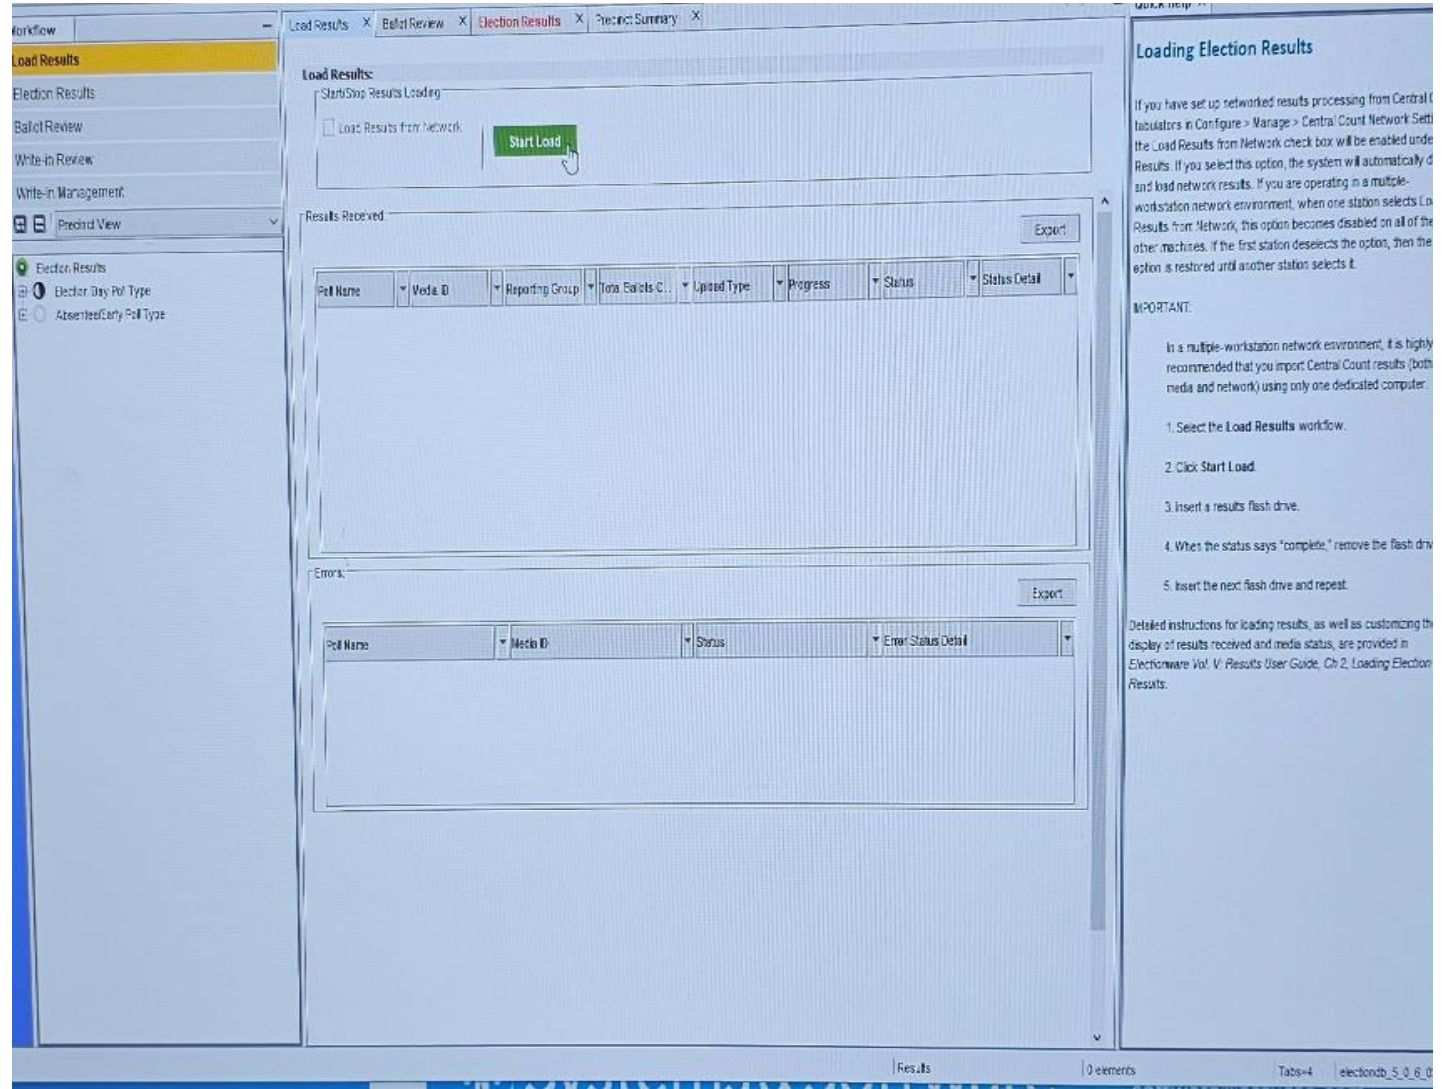 Workflow
Load Results
Election Results
Ballot Review
Write-in Review
Write-in Management
Precinct View
Election Results
Election Day Poll Type
Absentee/Early Poll Type
Load Results X Ballot Review X Election Results X Precinct Summary X
Load Results:
Start/Stop Results Loading
Load Results from Network
Start Load
Results Received:
Export
Poll Name Media ID Reporting Group Total Ballots C... Upload Type Progress Status Status Detail
Errors:
Export
Poll Name Media ID Status Error Status Detail
Quick Help X
Loading Election Results
If you have set up networked results processing from Central
tabulators in Configure > Manage > Central Count Network Setti
the Load Results from Network check box will be enabled unde
Results. If you select this option, the system will automatically d
and load network results. If you are operating in a multiple-
workstation network environment, when one station selects Lo
Results from Network, this option becomes disabled on all of the
other machines. If the first station deselects the option, then the
option is restored until another station selects it.
IMPORTANT:
In a multiple-workstation network environment, it is highly
recommended that you import Central Count results (both
media and network) using only one dedicated computer.
1. Select the Load Results workflow.
2. Click Start Load.
3. Insert a results flash drive.
4. When the status says "complete," remove the flash driv
5. Insert the next flash drive and repeat.
Detailed instructions for loading results, as well as customizing th
display of results received and media status, are provided in
Electionware Vol. V: Results User Guide, Ch 2, Loading Election
Results.
Results 0 elements Tabs=4 electiondb_5_0_6_0